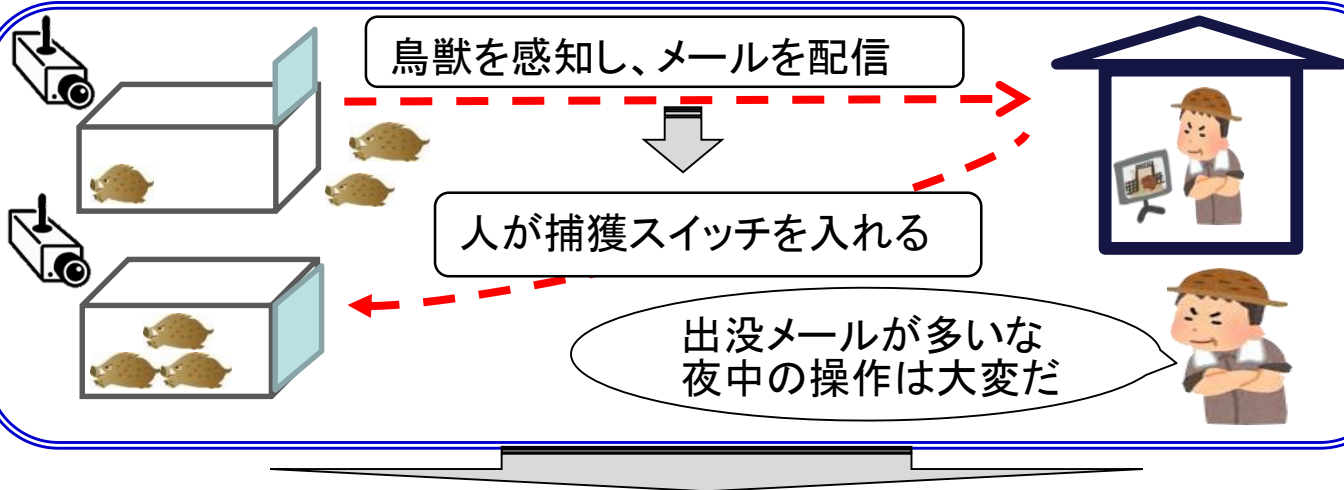 鳥獣を感知し、メールを配信
人が捕獲スイッチを入れる
出没メールが多いな
夜中の操作は大変だ